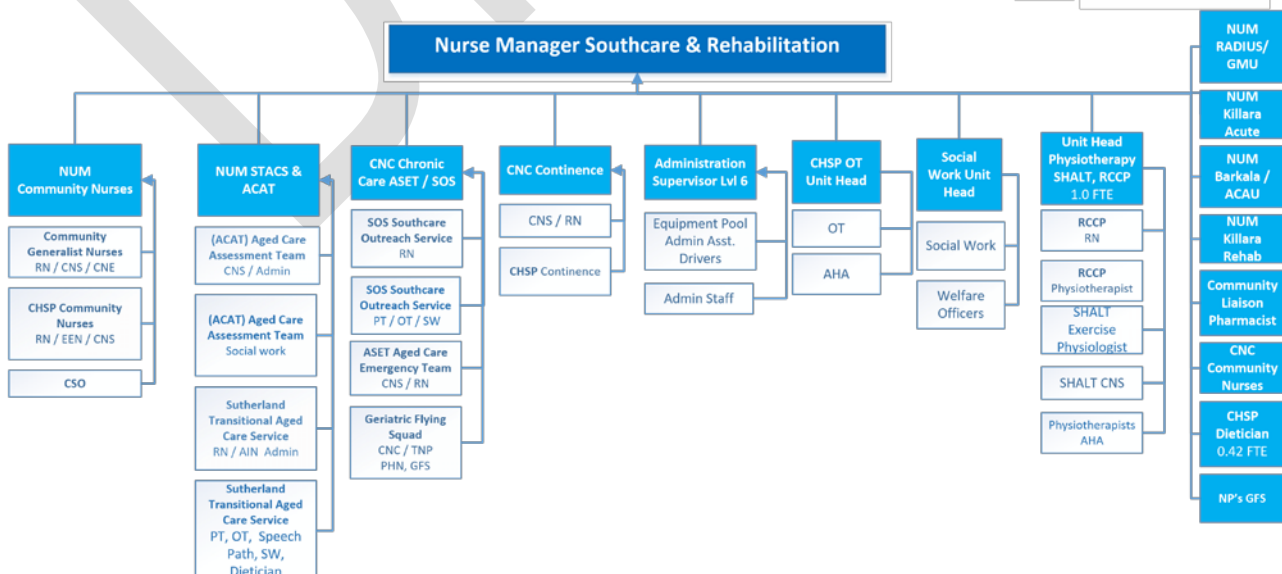 Nurse Manager Southcare & Rehabilitation
NUM
Community Nurses
Community
Generalist Nurses
RN / CNS / CNE
CHSP Community
Nurses
RN / EEN / CNS
CSO
NUM STACS &
ACAT
(ACAT) Aged Care
Assessment Team
CNS / Admin
(ACAT) Aged Care
Assessment Team
Social work
Sutherland
Transitional Aged
Care Service
RN / AIN Admin
Sutherland
Transitional Aged
Care Service
PT, OT, Speech
Path, SW,
Dietician
CNC Chronic
Care ASET / SOS
SOS Southcare
Outreach Service
RN
SOS Southcare
Outreach Service
PT / OT / SW
ASET Aged Care
Emergency Team
CNS / RN
Geriatric Flying
Squad
CNC / TNP
PHN, GFS
CNC Continence
CNS / RN
CHSP Continence
Administration
Supervisor Lvl 6
Equipment Pool
Admin Asst.
Drivers
Admin Staff
CHSP OT
Unit Head
OT
AHA
Social
Work Unit
Head
Social Work
Welfare
Officers
Unit Head
Physiotherapy
SHALT, RCCP
1.0 FTE
RCCP
RN
RCCP
Physiotherapist
SHALT
Exercise
Physiologist
SHALT CNS
Physiotherapists
AHA
NUM
RADIUS/
GMU
NUM
Killara
Acute
NUM
Barkala /
ACAU
NUM
Killara
Rehab
Community
Liaison
Pharmacist
CNC
Community
Nurses
CHSP
Dietician
0.42 FTE
NP's GFS